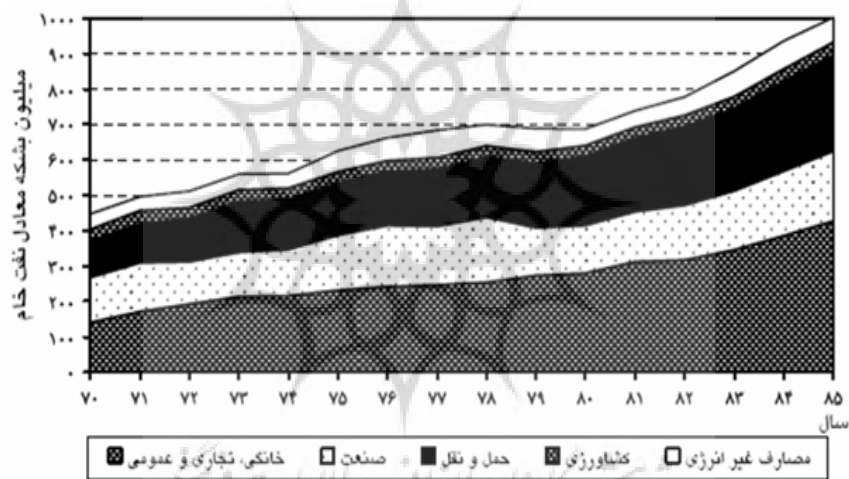 میلیون بشکه معادل نفت خام
۱۰۰۰
۹۰۰
۸۰۰
۷۰۰
۶۰۰
۵۰۰
۴۰۰
۳۰۰
۲۰۰
۱۰۰
۰
۷۰ ۷۱ ۷۲ ۷۳ ۷۴ ۷۵ ۷۶ ۷۷ ۷۸ ۷۹ ۸۰ ۸۱ ۸۲ ۸۳ ۸۴ ۸۵
سال
مصارف غیر انرژی کشاورزی حمل و نقل صنعت خانگی، تجاری و عمومی